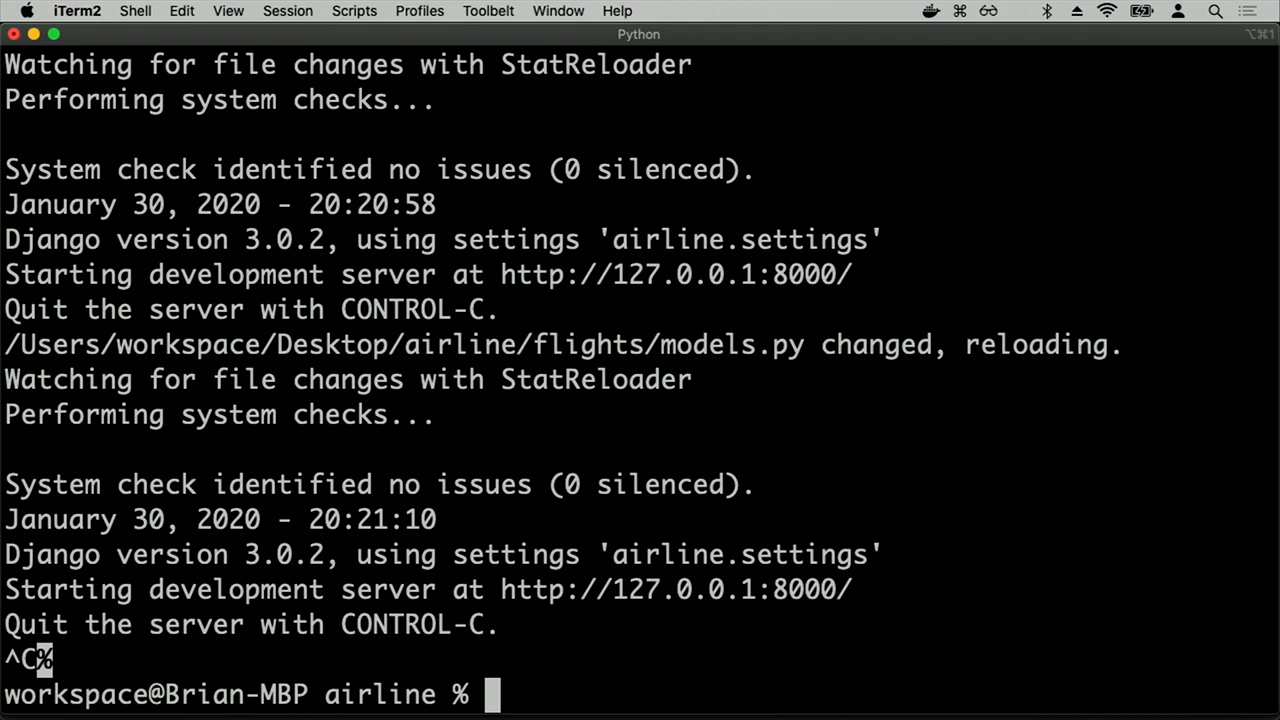 iTerm2 Shell Edit View Session Scripts Profiles Toolbelt Window Help
Python ⌥⌘1
Watching for file changes with StatReloader
Performing system checks...
System check identified no issues (0 silenced).
January 30, 2020 - 20:20:58
Django version 3.0.2, using settings 'airline.settings'
Starting development server at http://127.0.0.1:8000/
Quit the server with CONTROL-C.
/Users/workspace/Desktop/airline/flights/models.py changed, reloading.
Watching for file changes with StatReloader
Performing system checks...
System check identified no issues (0 silenced).
January 30, 2020 - 20:21:10
Django version 3.0.2, using settings 'airline.settings'
Starting development server at http://127.0.0.1:8000/
Quit the server with CONTROL-C.
^C%
workspace@Brian-MBP airline %